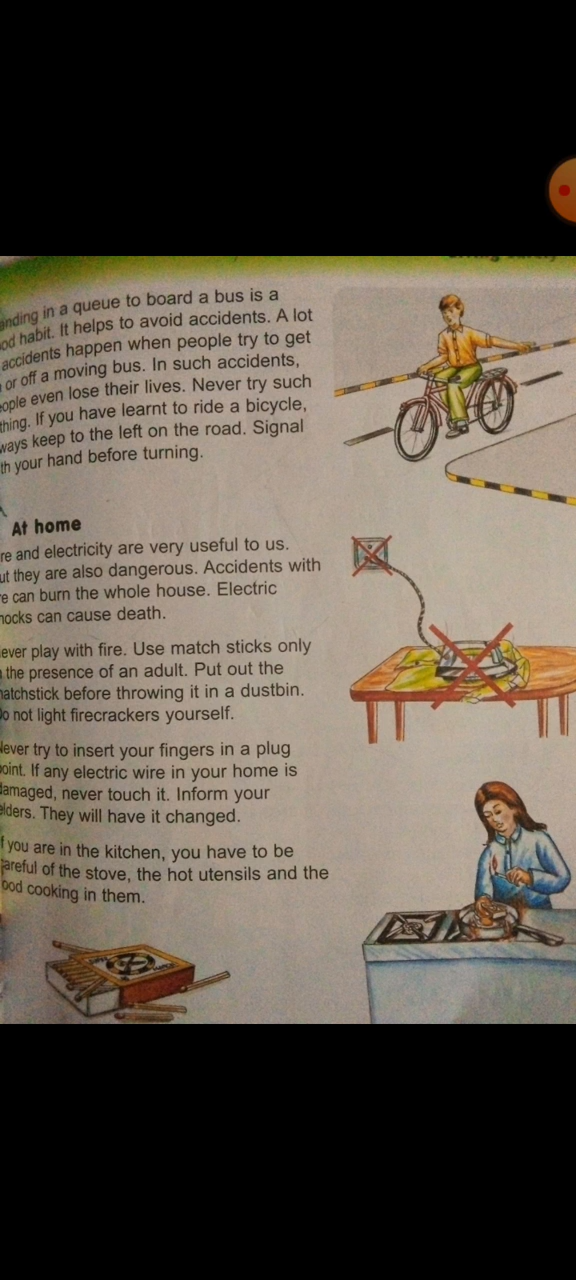 anding in a queue to board a bus is a
od habit. It helps to avoid accidents. A lot
accidents happen when people try to get
or off a moving bus. In such accidents,
ople even lose their lives. Never try such
thing. If you have learnt to ride a bicycle,
ways keep to the left on the road. Signal
th your hand before turning.
At home
re and electricity are very useful to us.
ut they are also dangerous. Accidents with
re can burn the whole house. Electric
hocks can cause death.
ever play with fire. Use match sticks only
the presence of an adult. Put out the
atchstick before throwing it in a dustbin.
Do not light firecrackers yourself.
Never try to insert your fingers in a plug
point. If any electric wire in your home is
damaged, never touch it. Inform your
elders. They will have it changed.
f you are in the kitchen, you have to be
careful of the stove, the hot utensils and the
ood cooking in them.